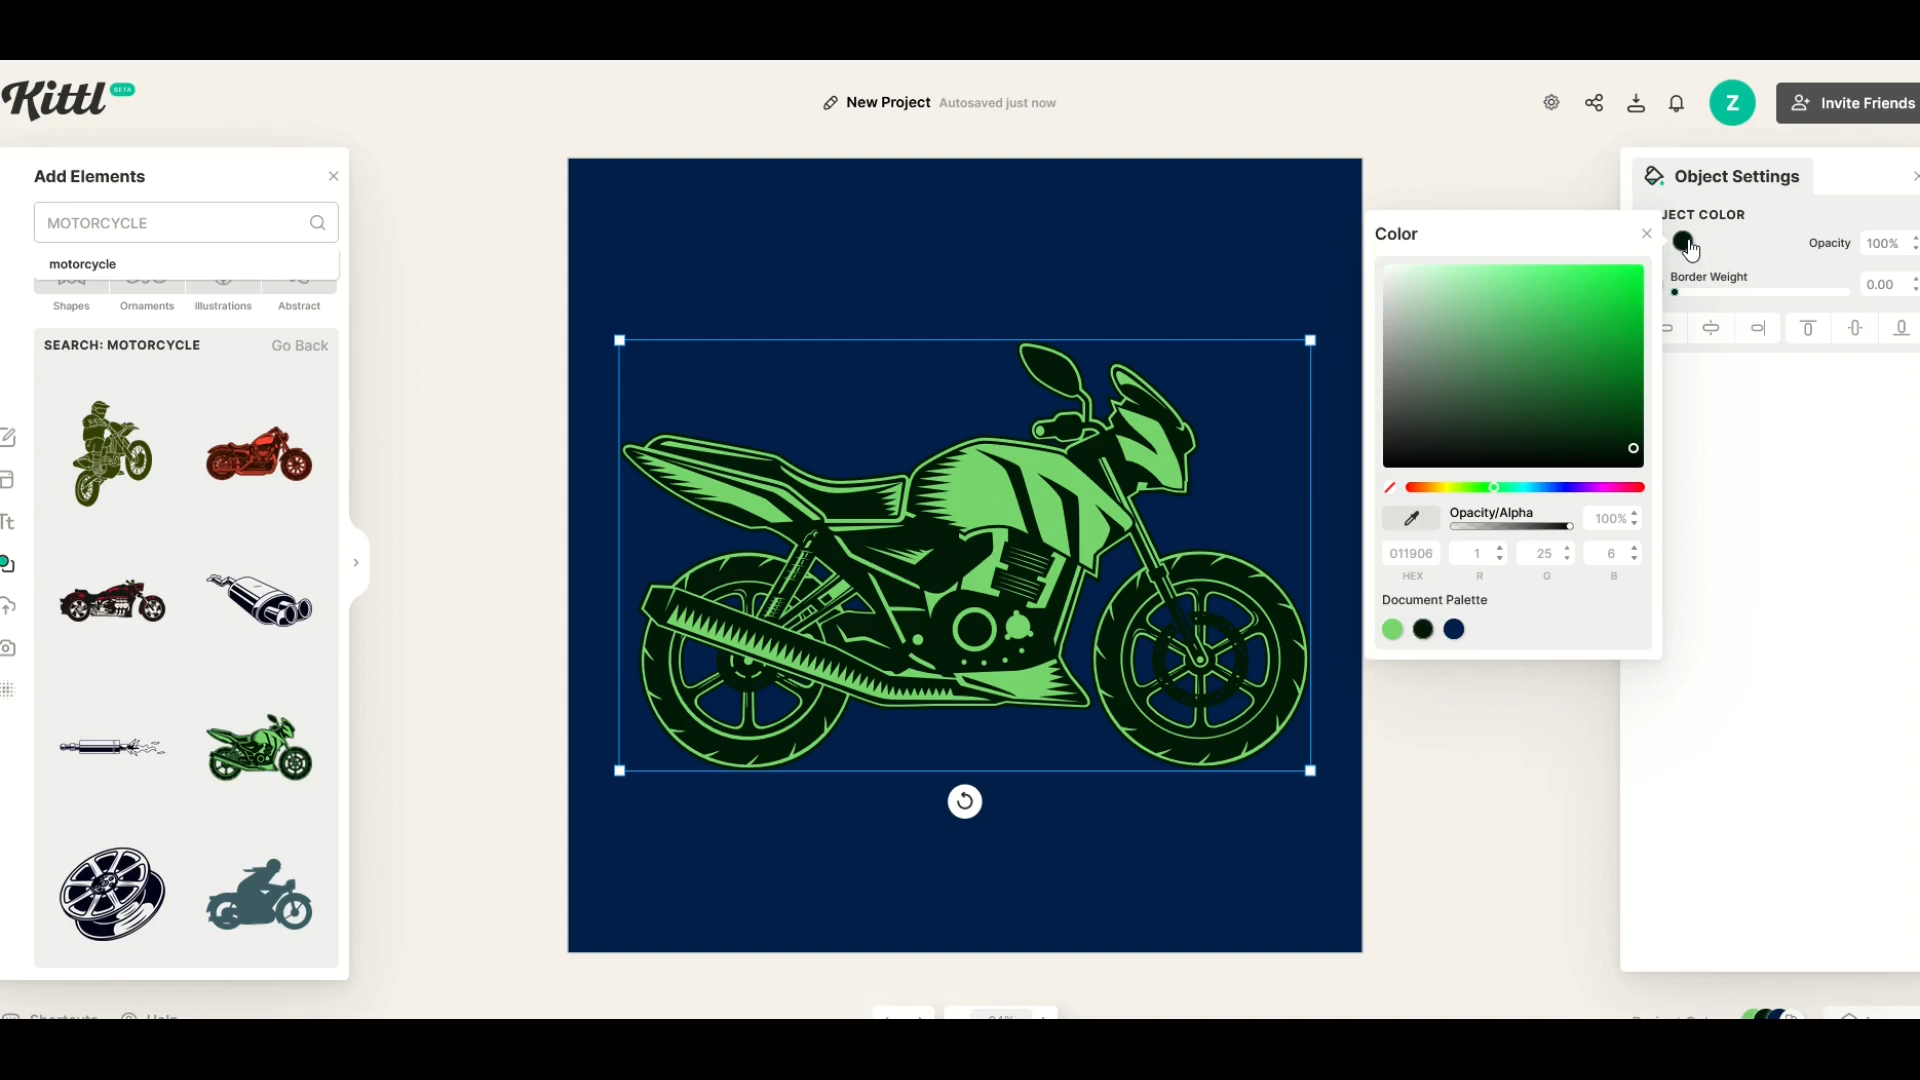 Kittl BETA
New Project Autosaved just now
Z
Invite Friends
Add Elements
MOTORCYCLE
motorcycle
Shapes Ornaments Illustrations Abstract
SEARCH: MOTORCYCLE Go Back
Tt
Object Settings
JECT COLOR
Opacity 100%
Border Weight 0.00
Color
Opacity/Alpha 100%
011906 1 25 6
HEX R G B
Document Palette